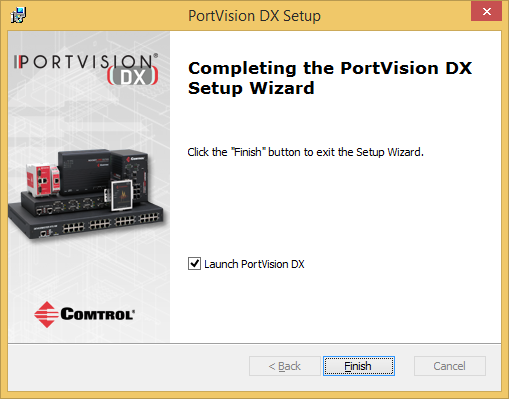 PortVision DX Setup
PORTVISION®
DX
Completing the PortVision DX
Setup Wizard
Click the "Finish" button to exit the Setup Wizard.
Launch PortVision DX
COMTROL®
< Back
Finish
Cancel